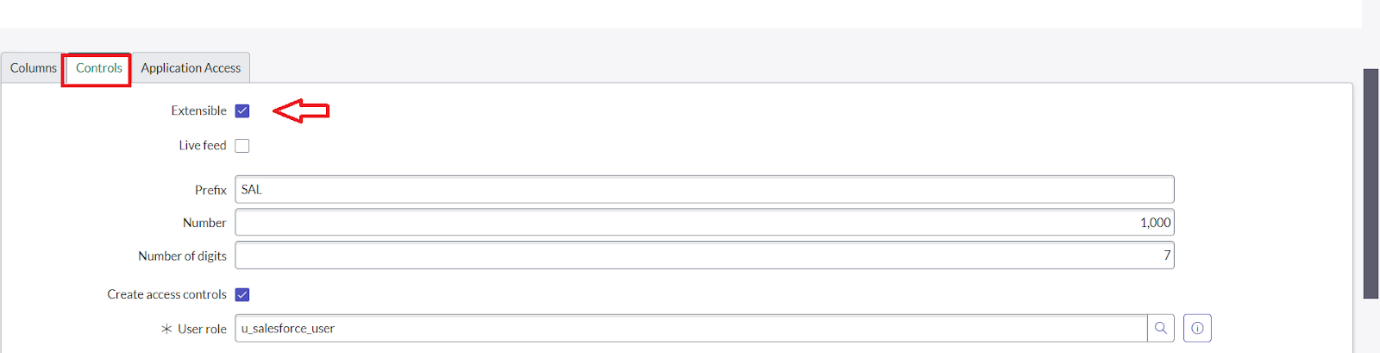 Columns Controls Application Access
Extensible
Live feed
Prefix SAL
Number 1,000
Number of digits 7
Create access controls
User role u_salesforce_user